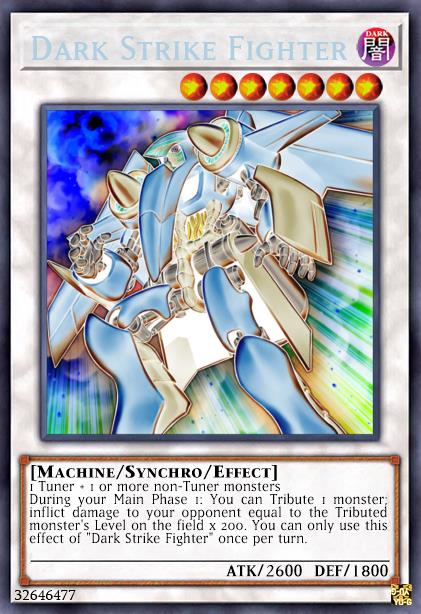 Dark Strike Fighter
DARK
闇
[Machine/Synchro/Effect]
1 Tuner + 1 or more non-Tuner monsters
During your Main Phase 1: You can Tribute 1 monster;
inflict damage to your opponent equal to the Tributed
monster's Level on the field x 200. You can only use this
effect of "Dark Strike Fighter" once per turn.
ATK/2600 DEF/1800
32646477